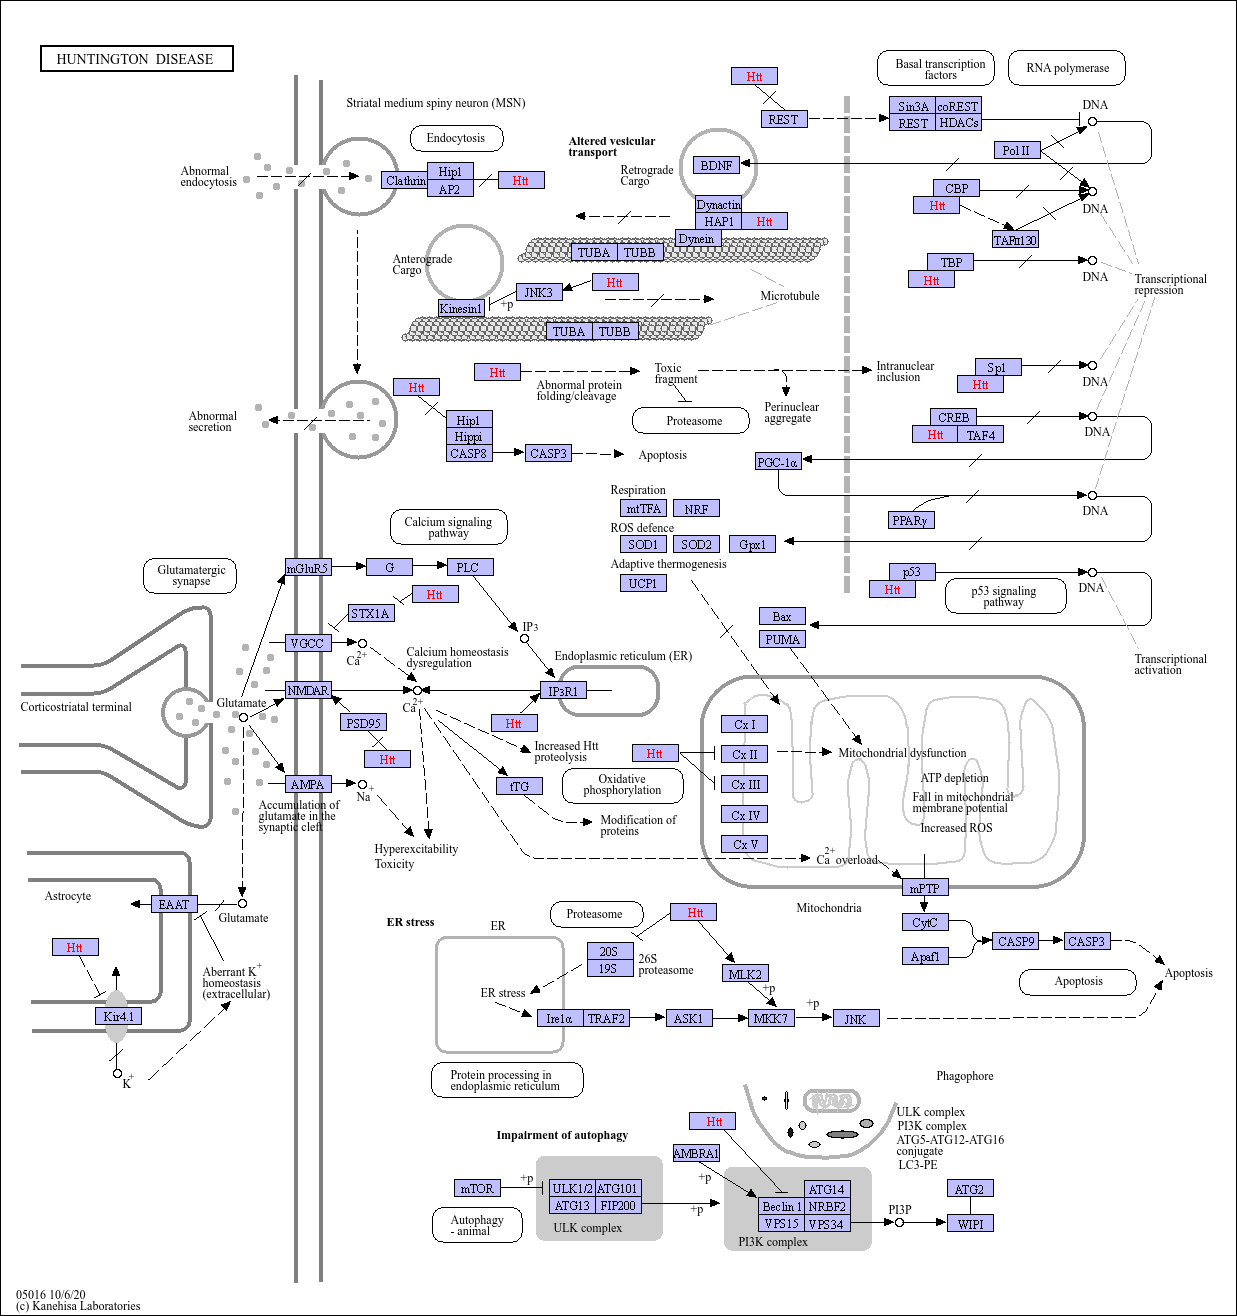 HUNTINGTON DISEASE
Striatal medium spiny neuron (MSN)
Endocytosis
Abnormal
endocytosis
Clathrin
Hip1
AP2
Htt
Altered vesicular
transport
Retrograde
Cargo
BDNF
Dynactin
HAP1
Htt
Dynein
TUBA
TUBB
Anterograde
Cargo
Kinesin1
+p
JNK3
Htt
TUBA
TUBB
Microtubule
Htt
REST
Basal transcription
factors
RNA polymerase
Sin3A
coREST
REST
HDACs
DNA
Pol II
CBP
Htt
TAFII130
DNA
TBP
Htt
DNA
Transcriptional
repression
Sp1
Htt
DNA
CREB
Htt
TAF4
DNA
PGC-1α
PPARγ
DNA
p53
Htt
DNA
p53 signaling
pathway
Transcriptional
activation
Htt
Abnormal protein
folding/cleavage
Toxic
fragment
Proteasome
Perinuclear
aggregate
Intranuclear
inclusion
Abnormal
secretion
Htt
Hip1
Hippi
CASP8
CASP3
Apoptosis
Respiration
mtTFA
NRF
ROS defence
SOD1
SOD2
Gpx1
Adaptive thermogenesis
UCP1
Bax
PUMA
Calcium signaling
pathway
Glutamatergic
synapse
mGluR5
G
PLC
STX1A
Htt
VGCC
Ca2+
IP3
Calcium homeostasis
dysregulation
Endoplasmic reticulum (ER)
NMDAR
Ca2+
IP3R1
Htt
PSD95
Htt
Corticostriatal terminal
Glutamate
AMPA
Na+
Accumulation of
glutamate in the
synaptic cleft
Increased Htt
proteolysis
tTG
Modification of
proteins
Hyperexcitability
Toxicity
Htt
Oxidative
phosphorylation
Cx I
Cx II
Cx III
Cx IV
Cx V
Mitochondrial dysfunction
ATP depletion
Fall in mitochondrial
membrane potential
Increased ROS
Ca2+ overload
mPTP
Mitochondria
CytC
Apaf1
CASP9
CASP3
Apoptosis
Apoptosis
Astrocyte
EAAT
Glutamate
Htt
Kir4.1
K+
Aberrant K+
homeostasis
(extracellular)
ER stress
ER
Proteasome
Htt
20S
19S
26S
proteasome
ER stress
MLK2
+p
Ire1α
TRAF2
ASK1
MKK7
+p
JNK
Protein processing in
endoplasmic reticulum
Phagophore
ULK complex
PI3K complex
ATG5-ATG12-ATG16
conjugate
LC3-PE
Impairment of autophagy
Htt
AMBRA1
+p
mTOR
+p
ULK1/2
ATG101
ATG13
FIP200
ULK complex
+p
ATG14
Beclin 1
NRBF2
VPS15
VPS34
PI3K complex
PI3P
ATG2
WIPI
Autophagy
- animal
05016 10/6/20
(c) Kanehisa Laboratories